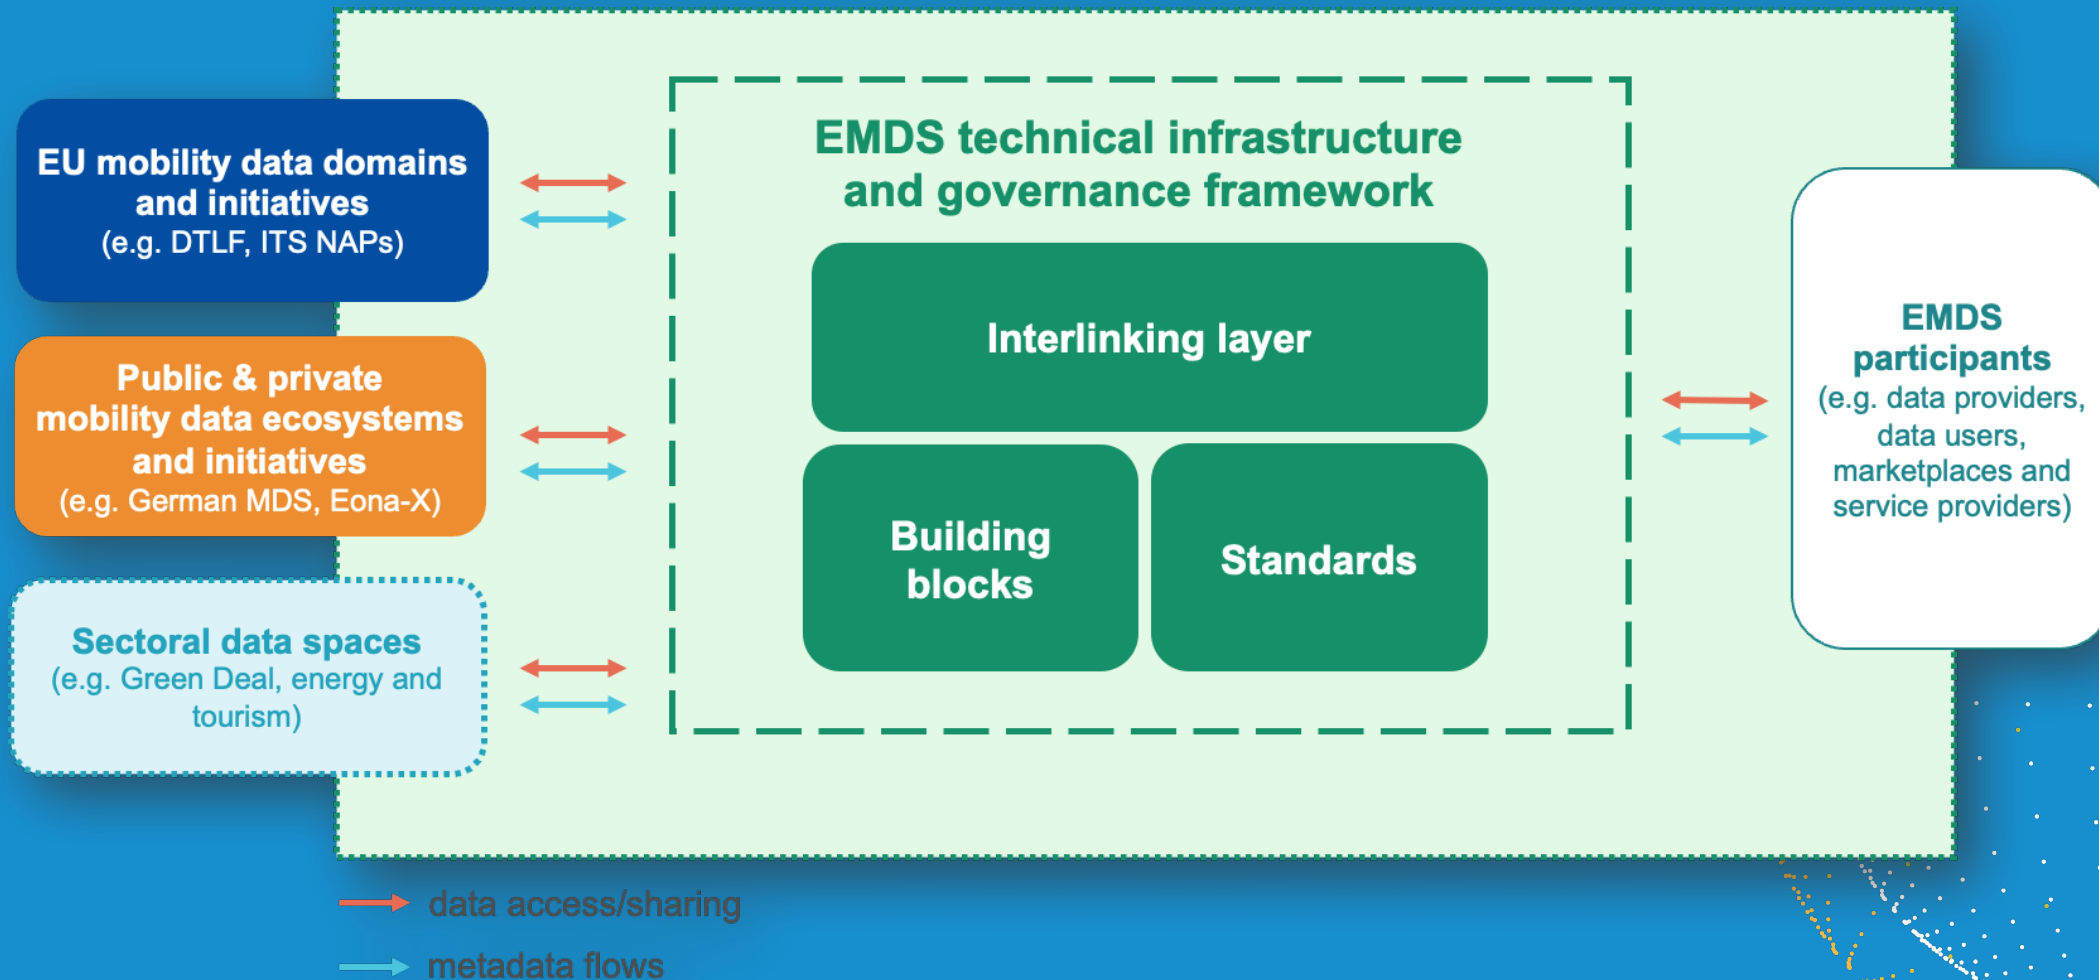 EU mobility data domains
and initiatives
(e.g. DTLF, ITS NAPs)
Public & private
mobility data ecosystems
and initiatives
(e.g. German MDS, Eona-X)
Sectoral data spaces
(e.g. Green Deal, energy and
tourism)
EMDS technical infrastructure
and governance framework
Interlinking layer
Building
blocks
Standards
EMDS
participants
(e.g. data providers,
data users,
marketplaces and
service providers)
data access/sharing
metadata flows